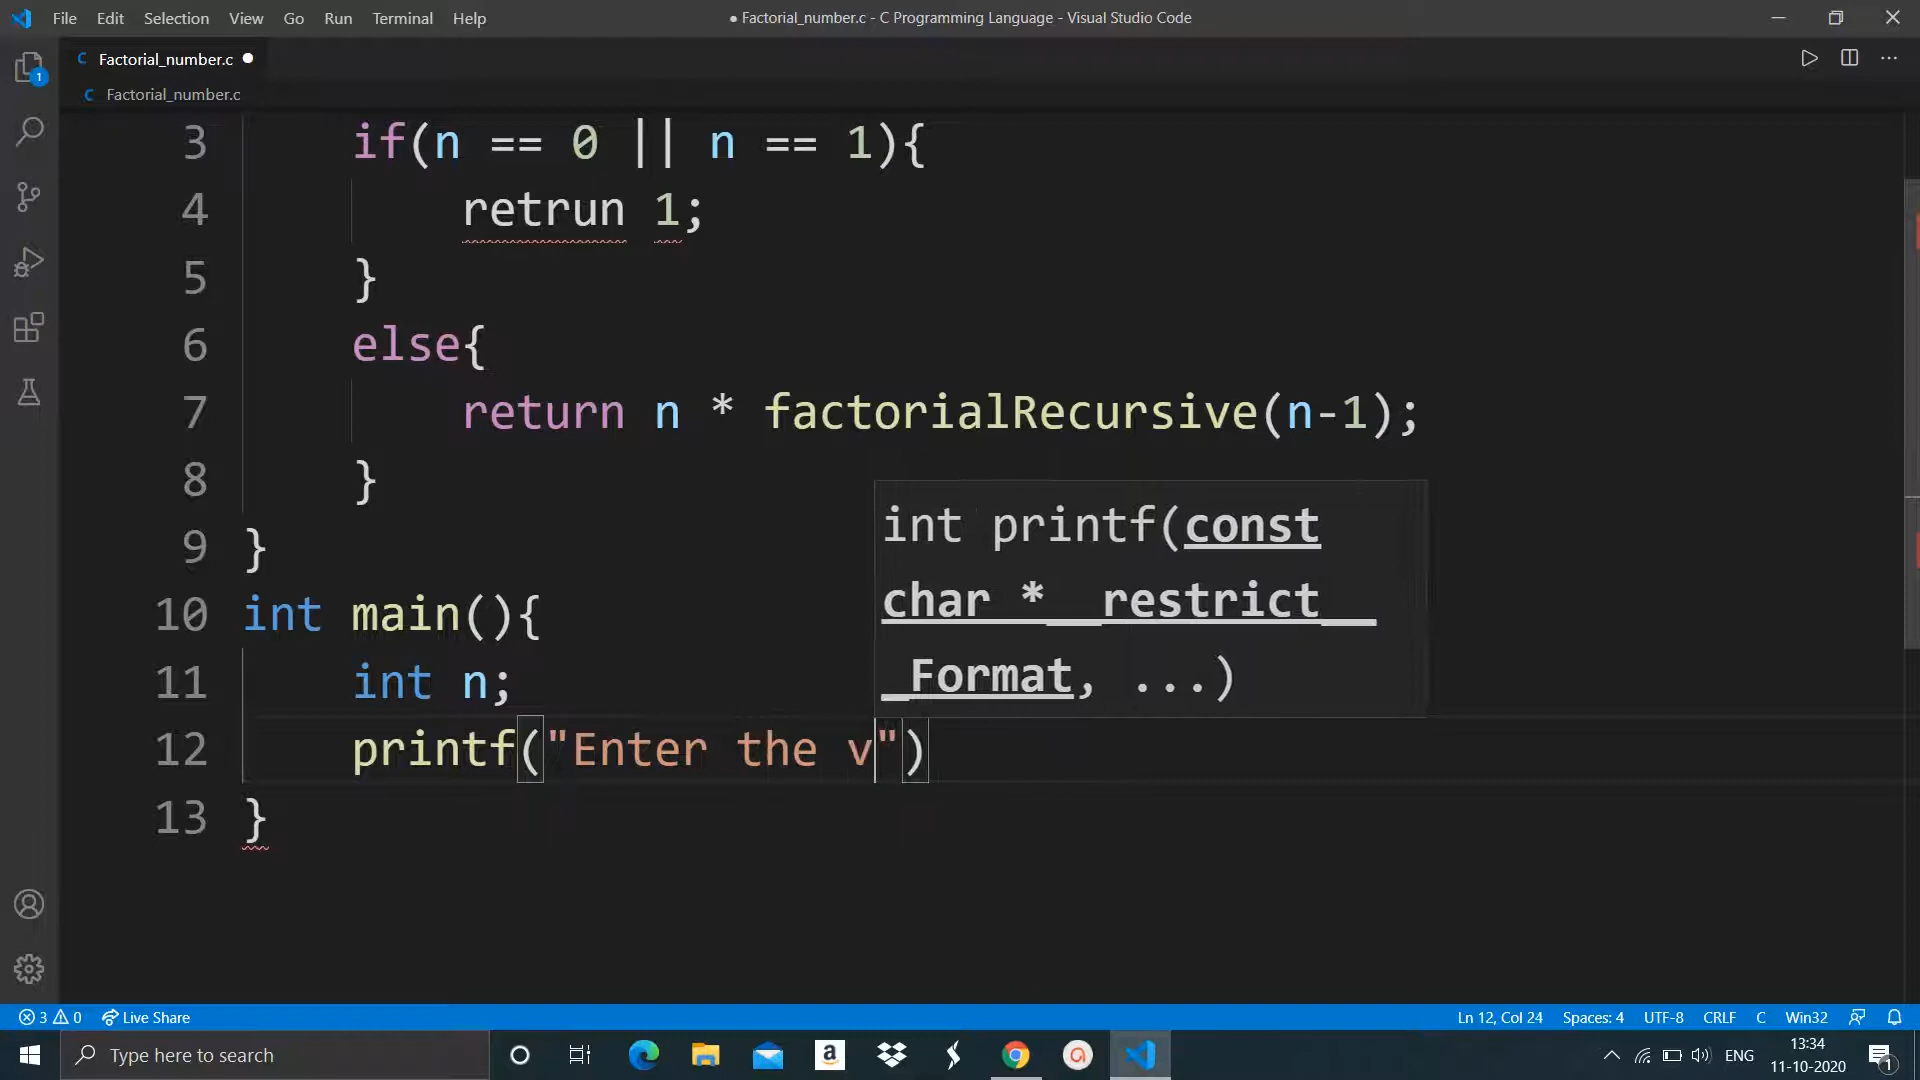 File Edit Selection View Go Run Terminal Help
● Factorial_number.c - C Programming Language - Visual Studio Code
C Factorial_number.c ●
C Factorial_number.c
1
3 if(n == 0 || n == 1){
4 retrun 1;
5 }
6 else{
7 return n * factorialRecursive(n-1);
8 }
9 }
int printf(const
char *__restrict__
_Format, ...)
10 int main(){
11 int n;
12 printf("Enter the v")
13 }
3 0 Live Share
Ln 12, Col 24 Spaces: 4 UTF-8 CRLF C Win32
Type here to search
a
ENG
13:34
11-10-2020
1